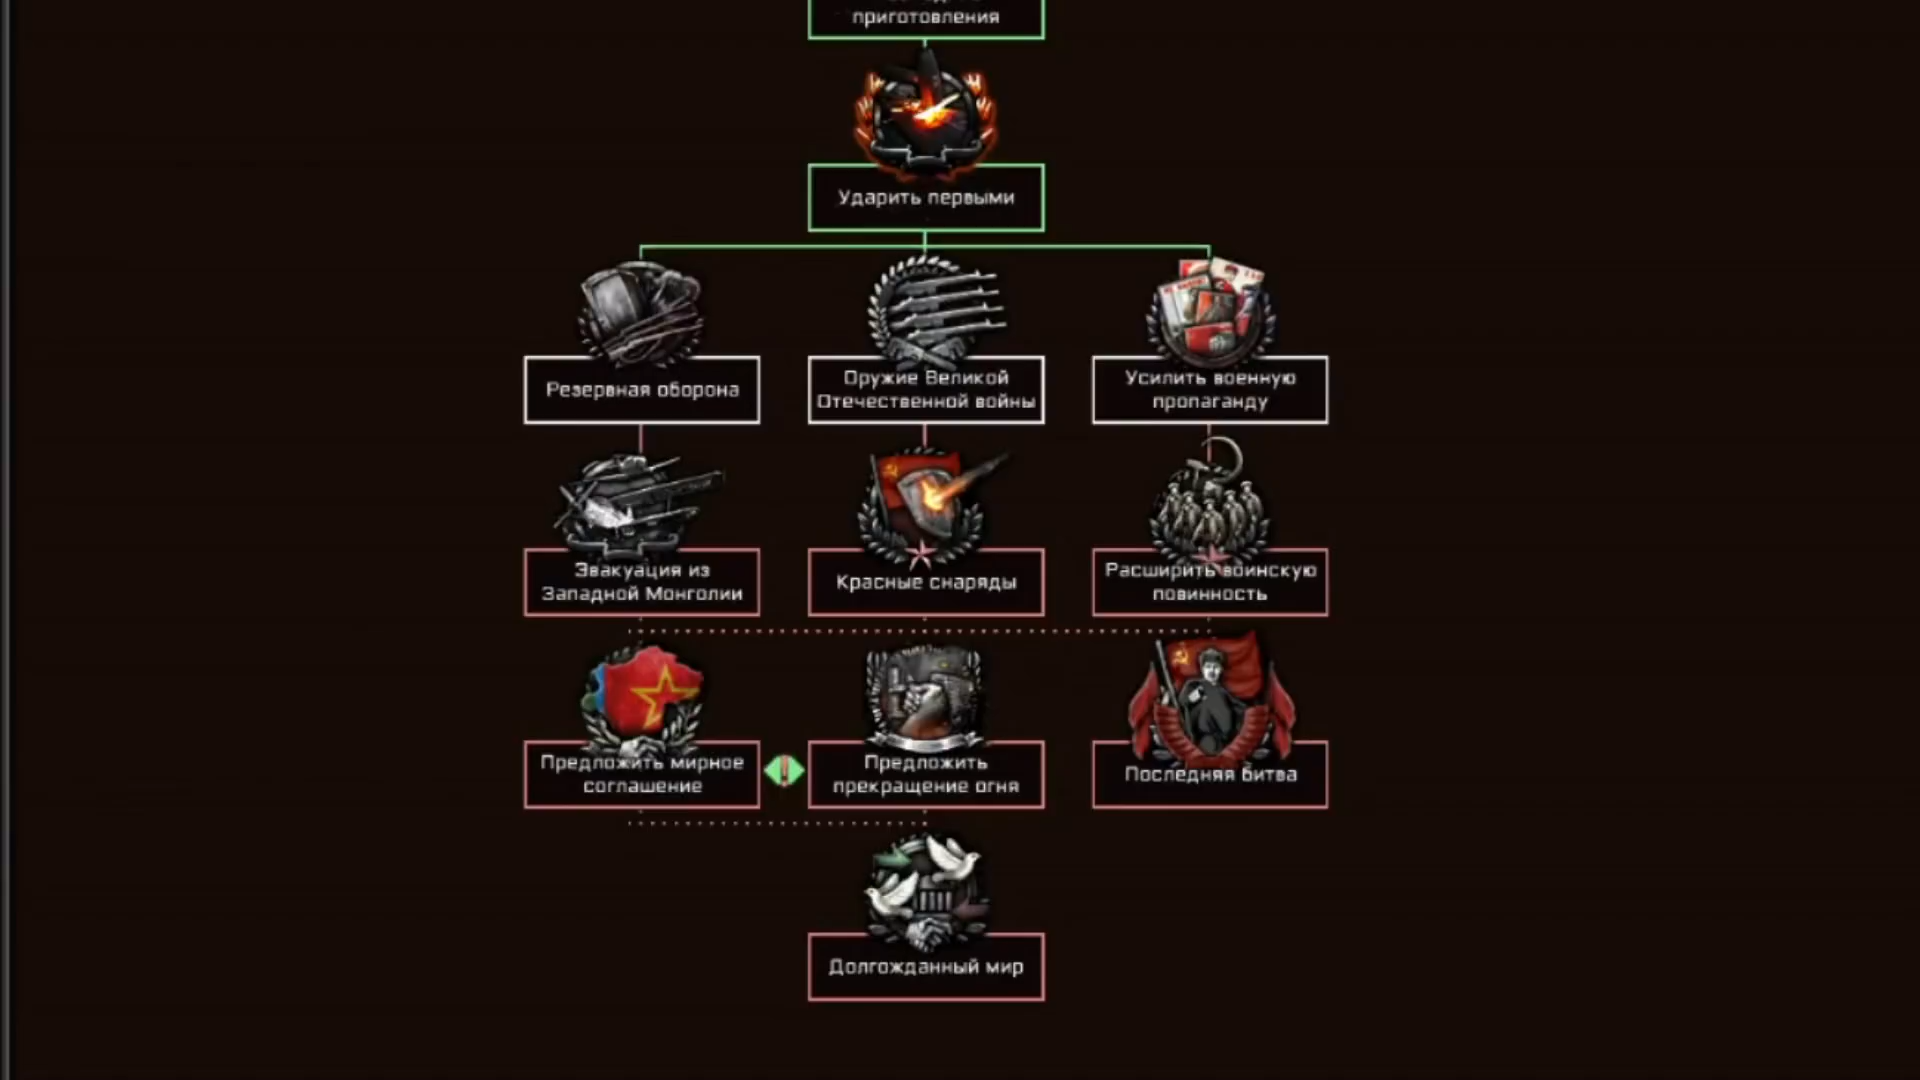 приготовления
Ударить первыми
Резервная оборона
Оружие Великой
Отечественной войны
Усилить военную
пропаганду
Эвакуация из
Западной Монголии
Красные снаряды
Расширить воинскую
повинность
Предложить мирное
соглашение
Предложить
прекращение огня
Последняя битва
Долгожданный мир